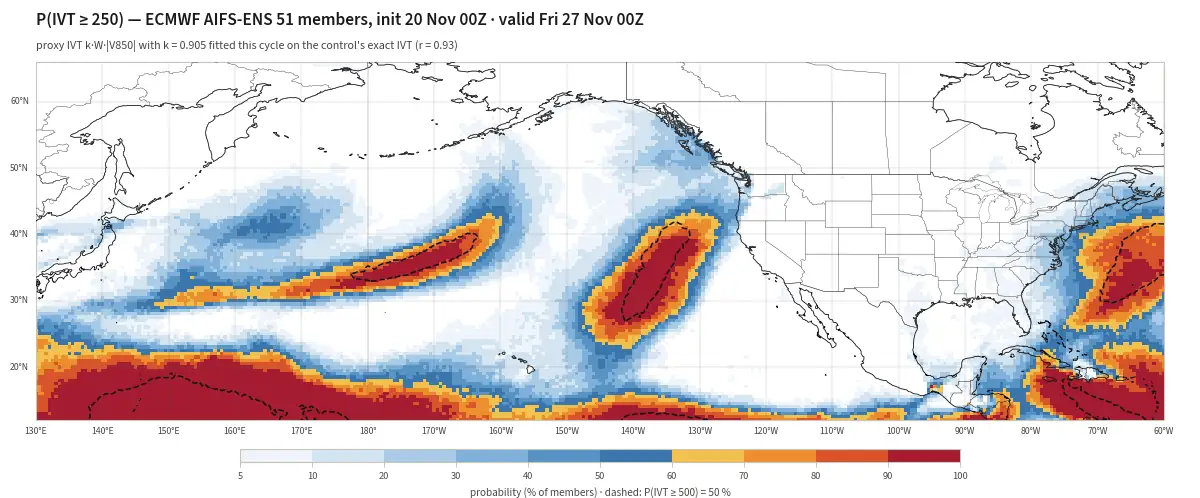 P(IVT ≥ 250) — ECMWF AIFS-ENS 51 members, init 20 Nov 00Z · valid Fri 27 Nov 00Z
proxy IVT k·W·|V850| with k = 0.905 fitted this cycle on the control's exact IVT (r = 0.93)
60°N
50°N
40°N
30°N
20°N
130°E 140°E 150°E 160°E 170°E 180° 170°W 160°W 150°W 140°W 130°W 120°W 110°W 100°W 90°W 80°W 70°W 60°W
5 10 20 30 40 50 60 70 80 90 100
probability (% of members) · dashed: P(IVT ≥ 500) = 50 %